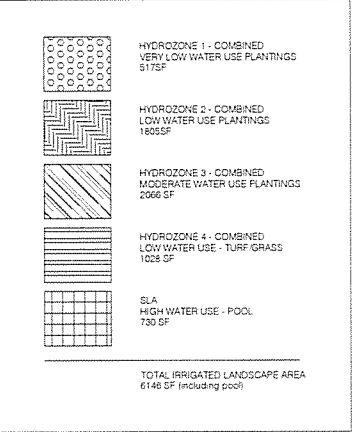 HYDROZONE 1 - COMBINED
VERY LOW WATER USE PLANTINGS
517SF
HYDROZONE 2 - COMBINED
LOW WATER USE PLANTINGS
1805SF
HYDROZONE 3 - COMBINED
MODERATE WATER USE PLANTINGS
2066 SF
HYDROZONE 4 - COMBINED
LOW WATER USE - TURF/GRASS
1028 SF
SLA
HIGH WATER USE - POOL
730 SF
TOTAL IRRIGATED LANDSCAPE AREA
6146 SF (including pool)